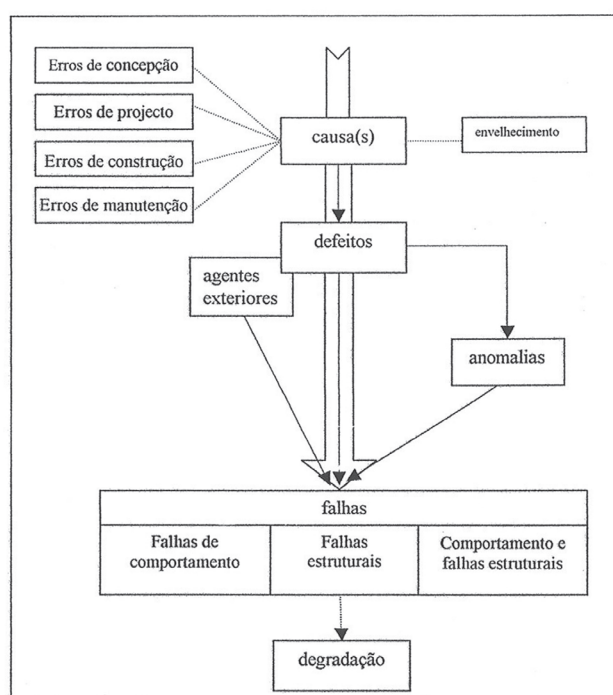 Erros de concepção
Erros de projecto
causa(s)
envelhecimento
Erros de construção
Erros de manutenção
defeitos
agentes
exteriores
anomalias
falhas
Falhas de
comportamento
Falhas
estruturais
Comportamento e
falhas estruturais
degradação